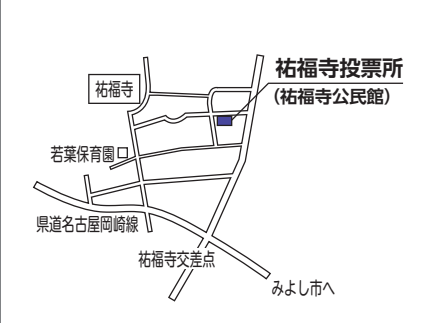 祐福寺投票所
(祐福寺公民館)
祐福寺
若葉保育園
県道名古屋岡崎線
祐福寺交差点
みよし市へ